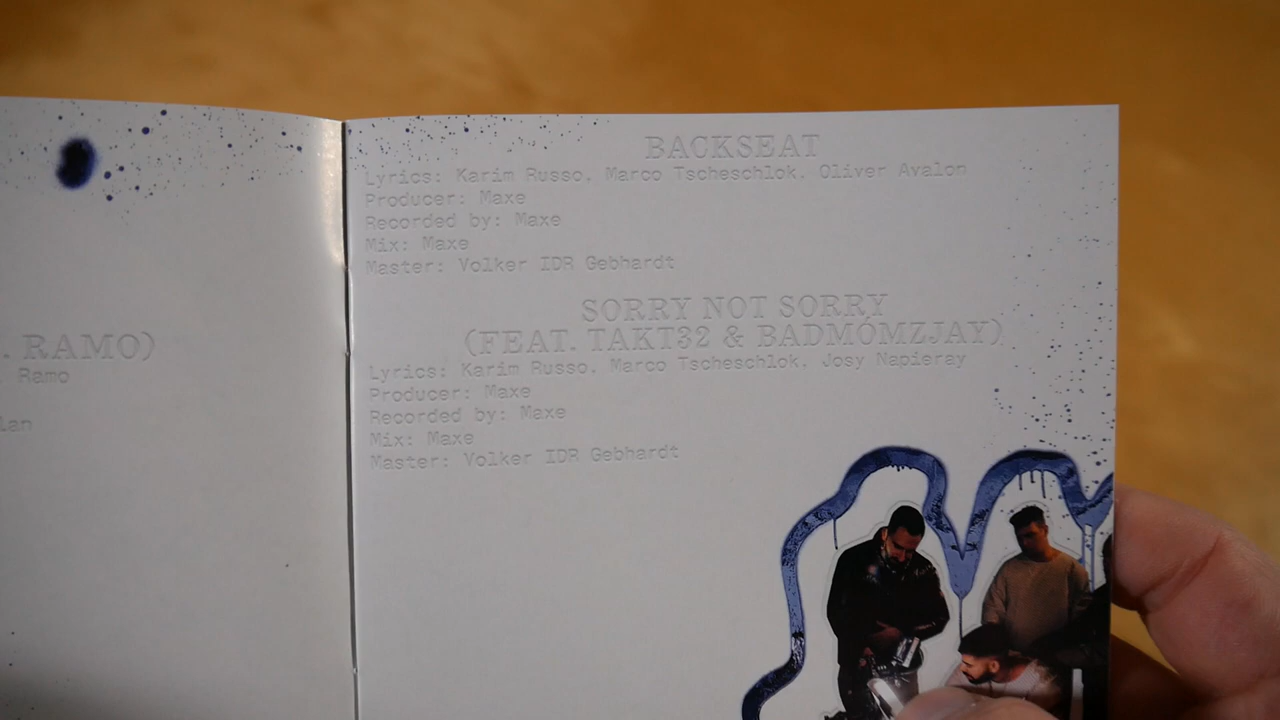 . RAMO)
. Ramo
lan
BACKSEAT
Lyrics: Karim Russo, Marco Tscheschlok, Oliver Avalon
Producer: Maxe
Recorded by: Maxe
Mix: Maxe
Master: Volker IDR Gebhardt
SORRY NOT SORRY
(FEAT. TAKT32 & BADMÓMZJAY)
Lyrics: Karim Russo, Marco Tscheschlok, Josy Napieray
Producer: Maxe
Recorded by: Maxe
Mix: Maxe
Master: Volker IDR Gebhardt